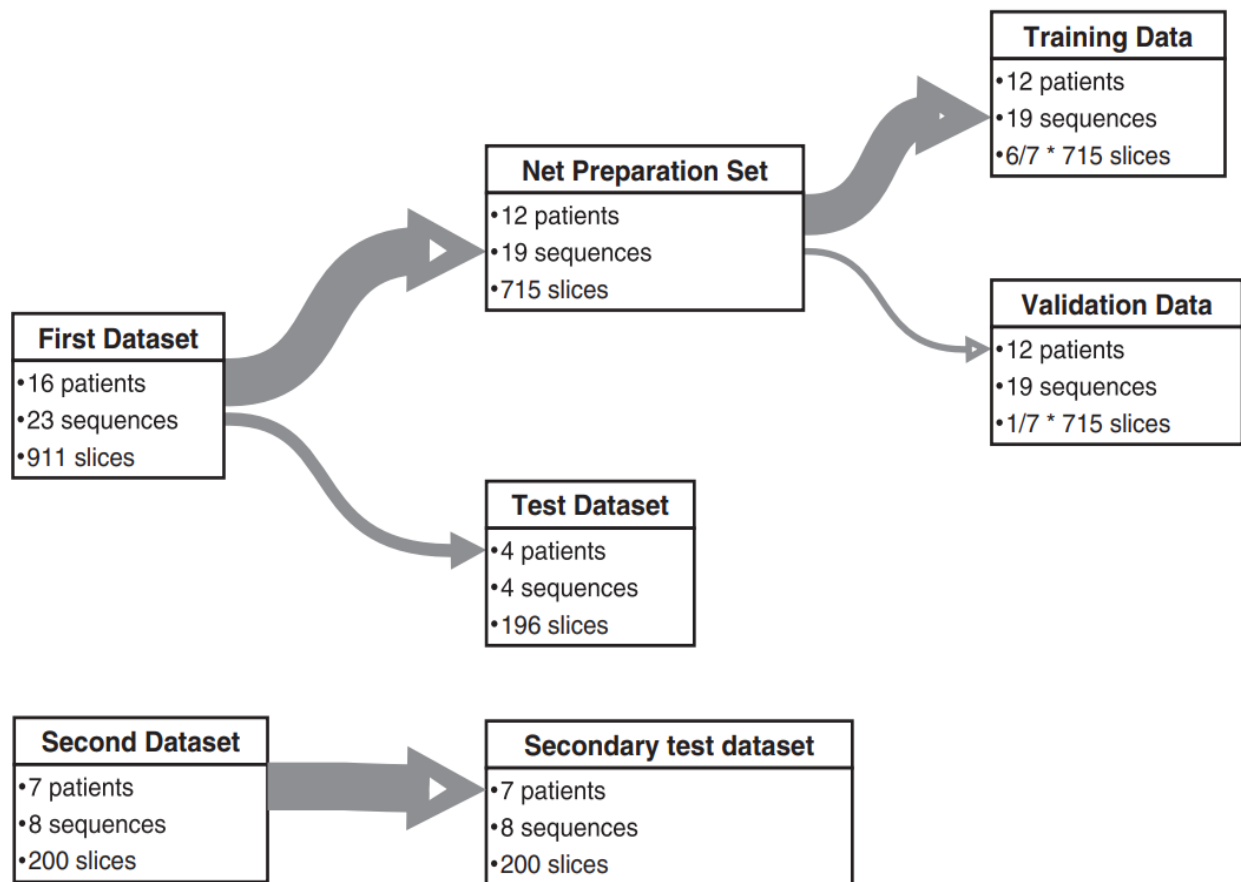 First Dataset
•16 patients
•23 sequences
•911 slices
Net Preparation Set
•12 patients
•19 sequences
•715 slices
Training Data
•12 patients
•19 sequences
•6/7 * 715 slices
Validation Data
•12 patients
•19 sequences
•1/7 * 715 slices
Test Dataset
•4 patients
•4 sequences
•196 slices
Second Dataset
•7 patients
•8 sequences
•200 slices
Secondary test dataset
•7 patients
•8 sequences
•200 slices